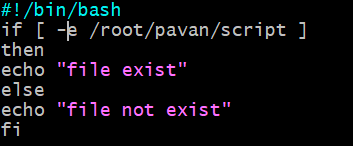 #!/bin/bash
if [ -e /root/pavan/script ]
then
echo "file exist"
else
echo "file not exist"
fi